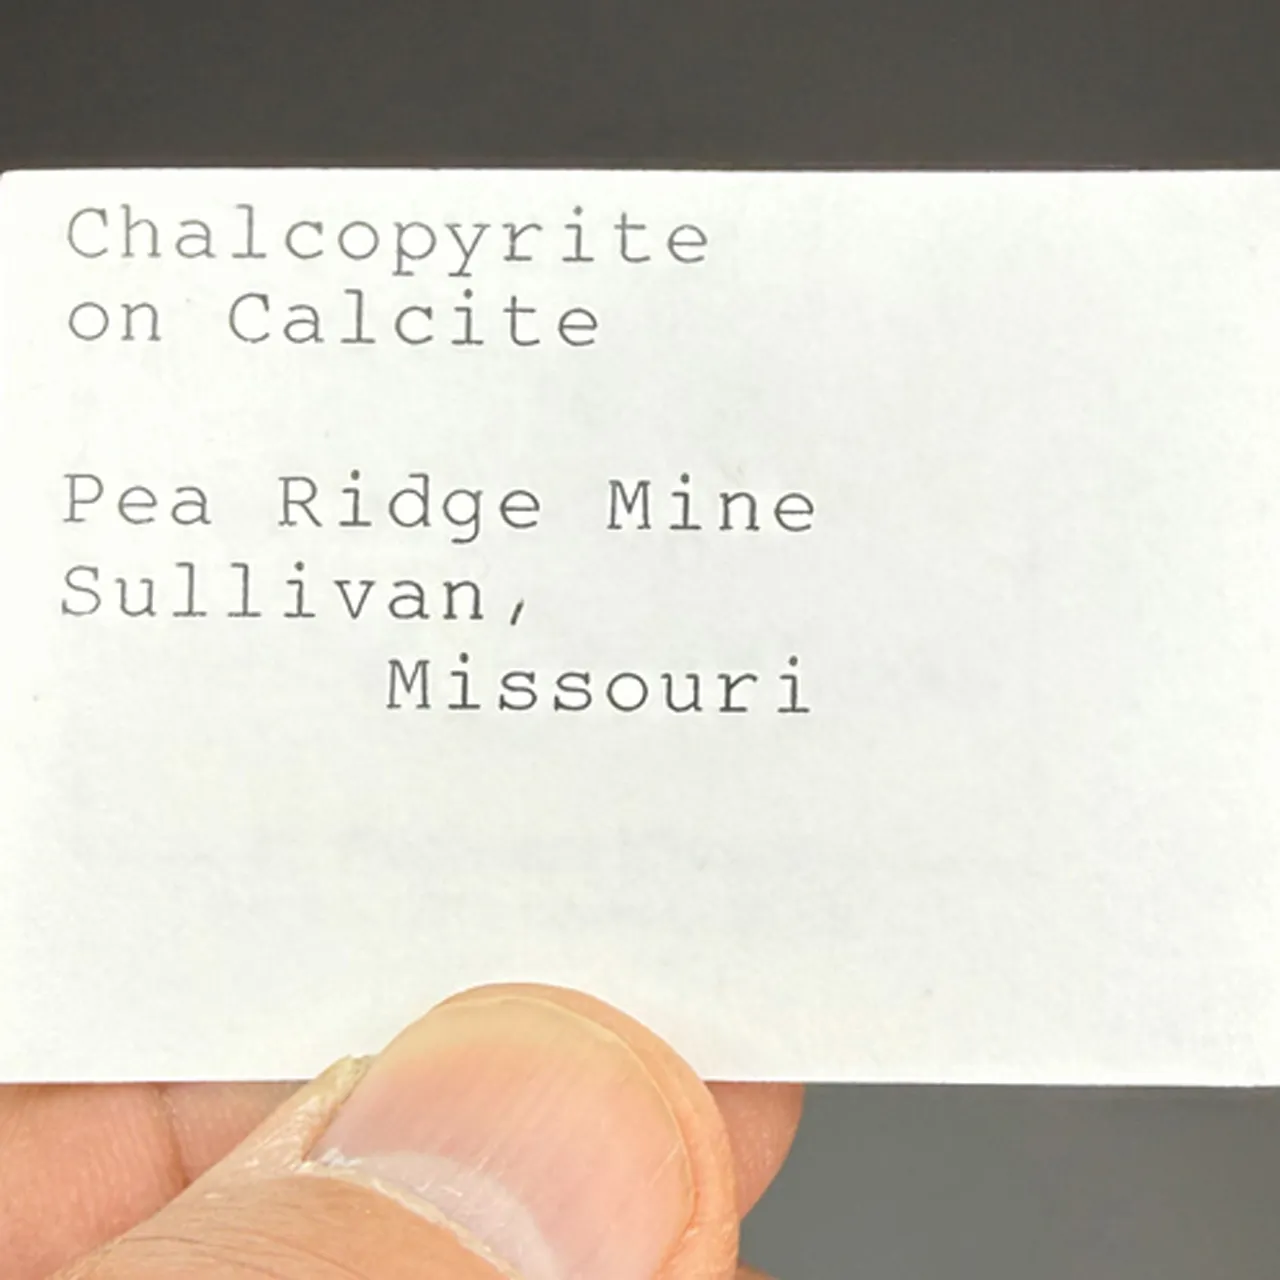 Chalcopyrite
on Calcite
Pea Ridge Mine
Sullivan,
Missouri